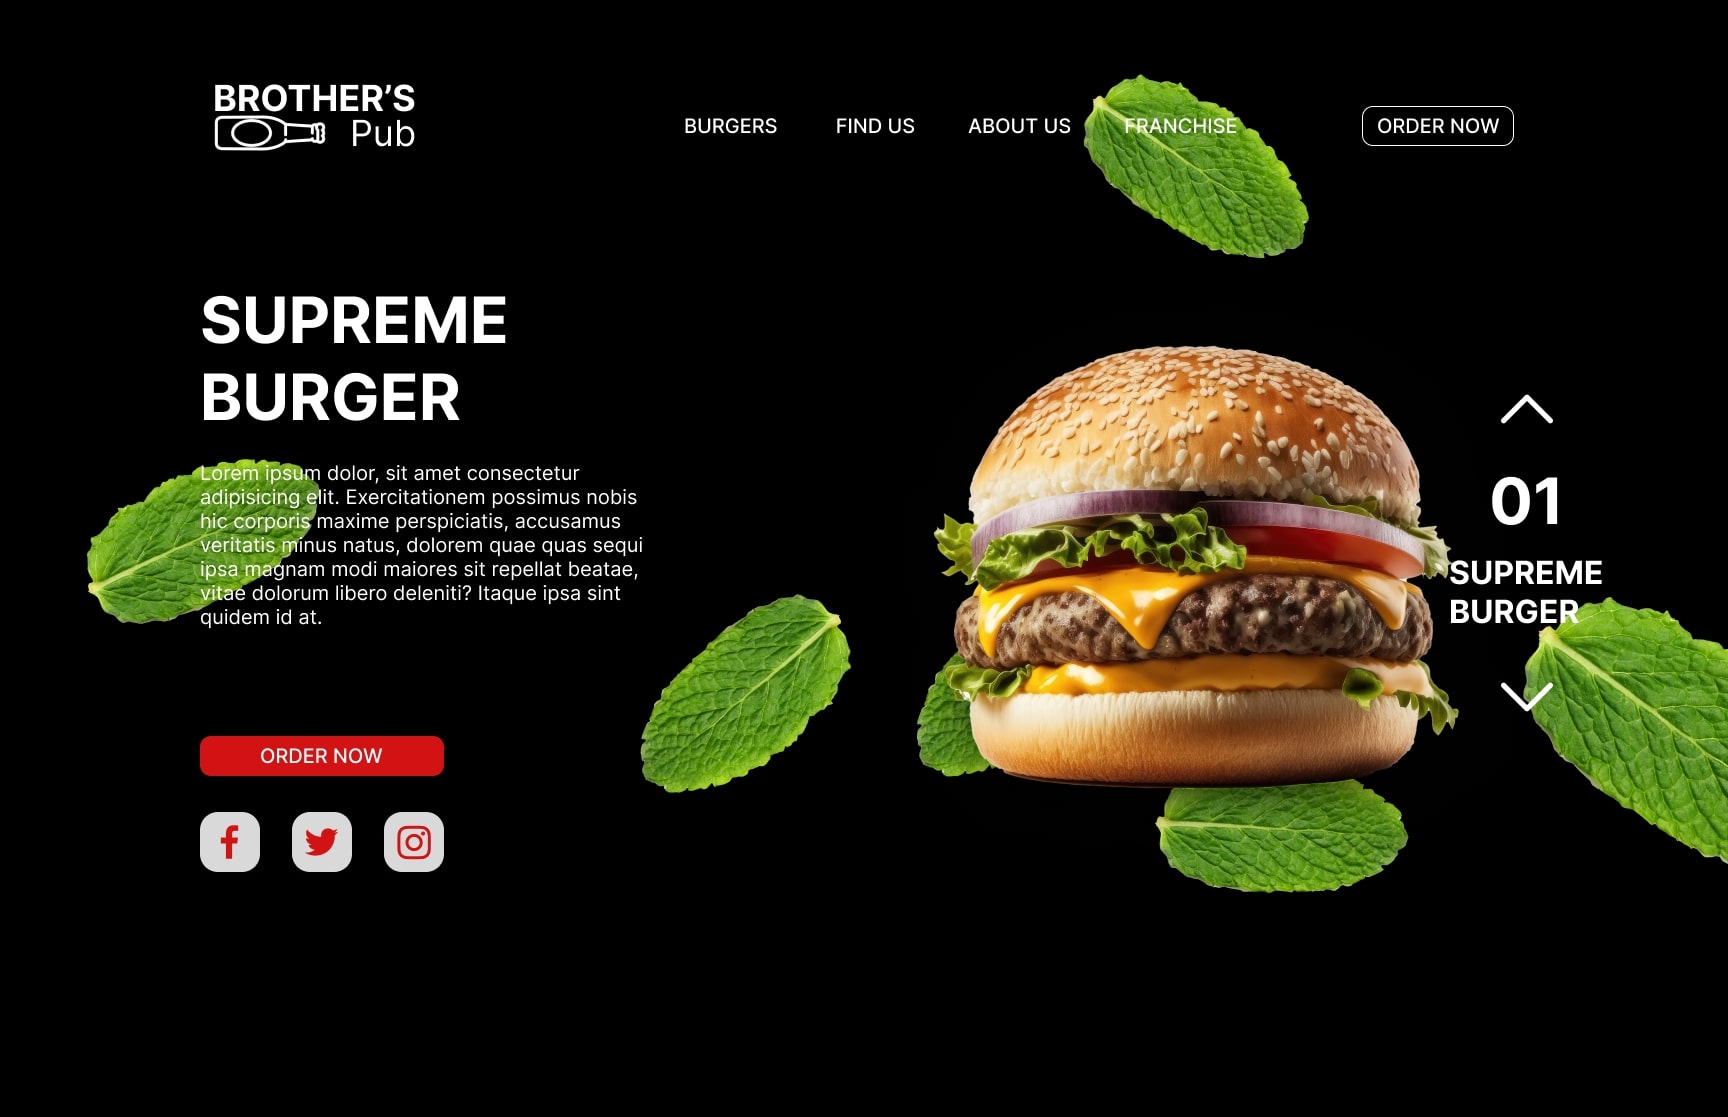 BROTHER'S
Pub
BURGERS
FIND US
ABOUT US
FRANCHISE
ORDER NOW
SUPREME
BURGER
Lorem ipsum dolor, sit amet consectetur
adipisicing elit. Exercitationem possimus nobis
hic corporis maxime perspiciatis, accusamus
veritatis minus natus, dolorem quae quas sequi
ipsa magnam modi maiores sit repellat beatae,
vitae dolorum libero deleniti? Itaque ipsa sint
quidem id at.
ORDER NOW
01
SUPREME
BURGER